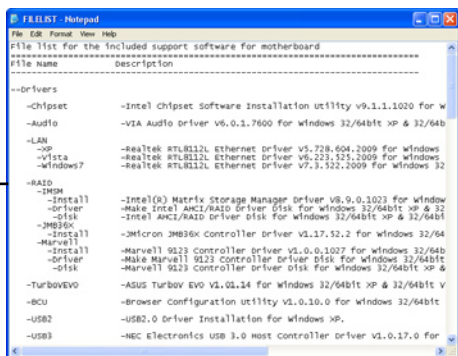 FILELIST - Notepad
File Edit Format View Help
File list for the included support software for motherboard
================================================================
File Name Description
----------------------------------------------------------------
--Drivers
-Chipset -Intel Chipset Software Installation Utility v9.1.1.1020 for W
-Audio -VIA Audio Driver V6.0.1.7600 for Windows 32/64bit XP & 32/64b
-LAN
-XP -Realtek RTL8112L Ethernet Driver V5.728.604.2009 for Windows
-Vista -Realtek RTL8112L Ethernet Driver V6.223.525.2009 for Windows
-Windows7 -Realtek RTL8112L Ethernet Driver V7.3.522.2009 for Windows 32
-RAID
-IMSM
-Install -Intel(R) Matrix Storage Manager Driver V8.9.0.1023 for Window
-Driver -Make Intel AHCI/RAID Driver Disk for Windows 32/64bit XP & 32
-Disk -Intel AHCI/RAID Driver Disk for Windows 32/64bit XP & 32/64bi
-JMB36X
-Install -JMicron JMB36X Controller Driver V1.17.52.2 for Windows 32/64
-Marvell
-Install -Marvell 9123 Controller Driver V1.0.0.1027 for Windows 32/64b
-Driver -Make Marvell 9123 Controller Driver Disk for Windows 32/64bit
-Disk -Marvell 9123 Controller Driver Disk for Windows 32/64bit XP &
-TurboVEVO -ASUS TurboV EVO V1.01.14 for Windows 32/64bit XP & 32/64bit V
-BCU -Browser Configuration Utility V1.0.10.0 for Windows 32/64bit
-USB2 -USB2.0 Driver Installation for Windows XP.
-USB3 -NEC Electronics USB 3.0 Host Controller Driver V1.0.17.0 for